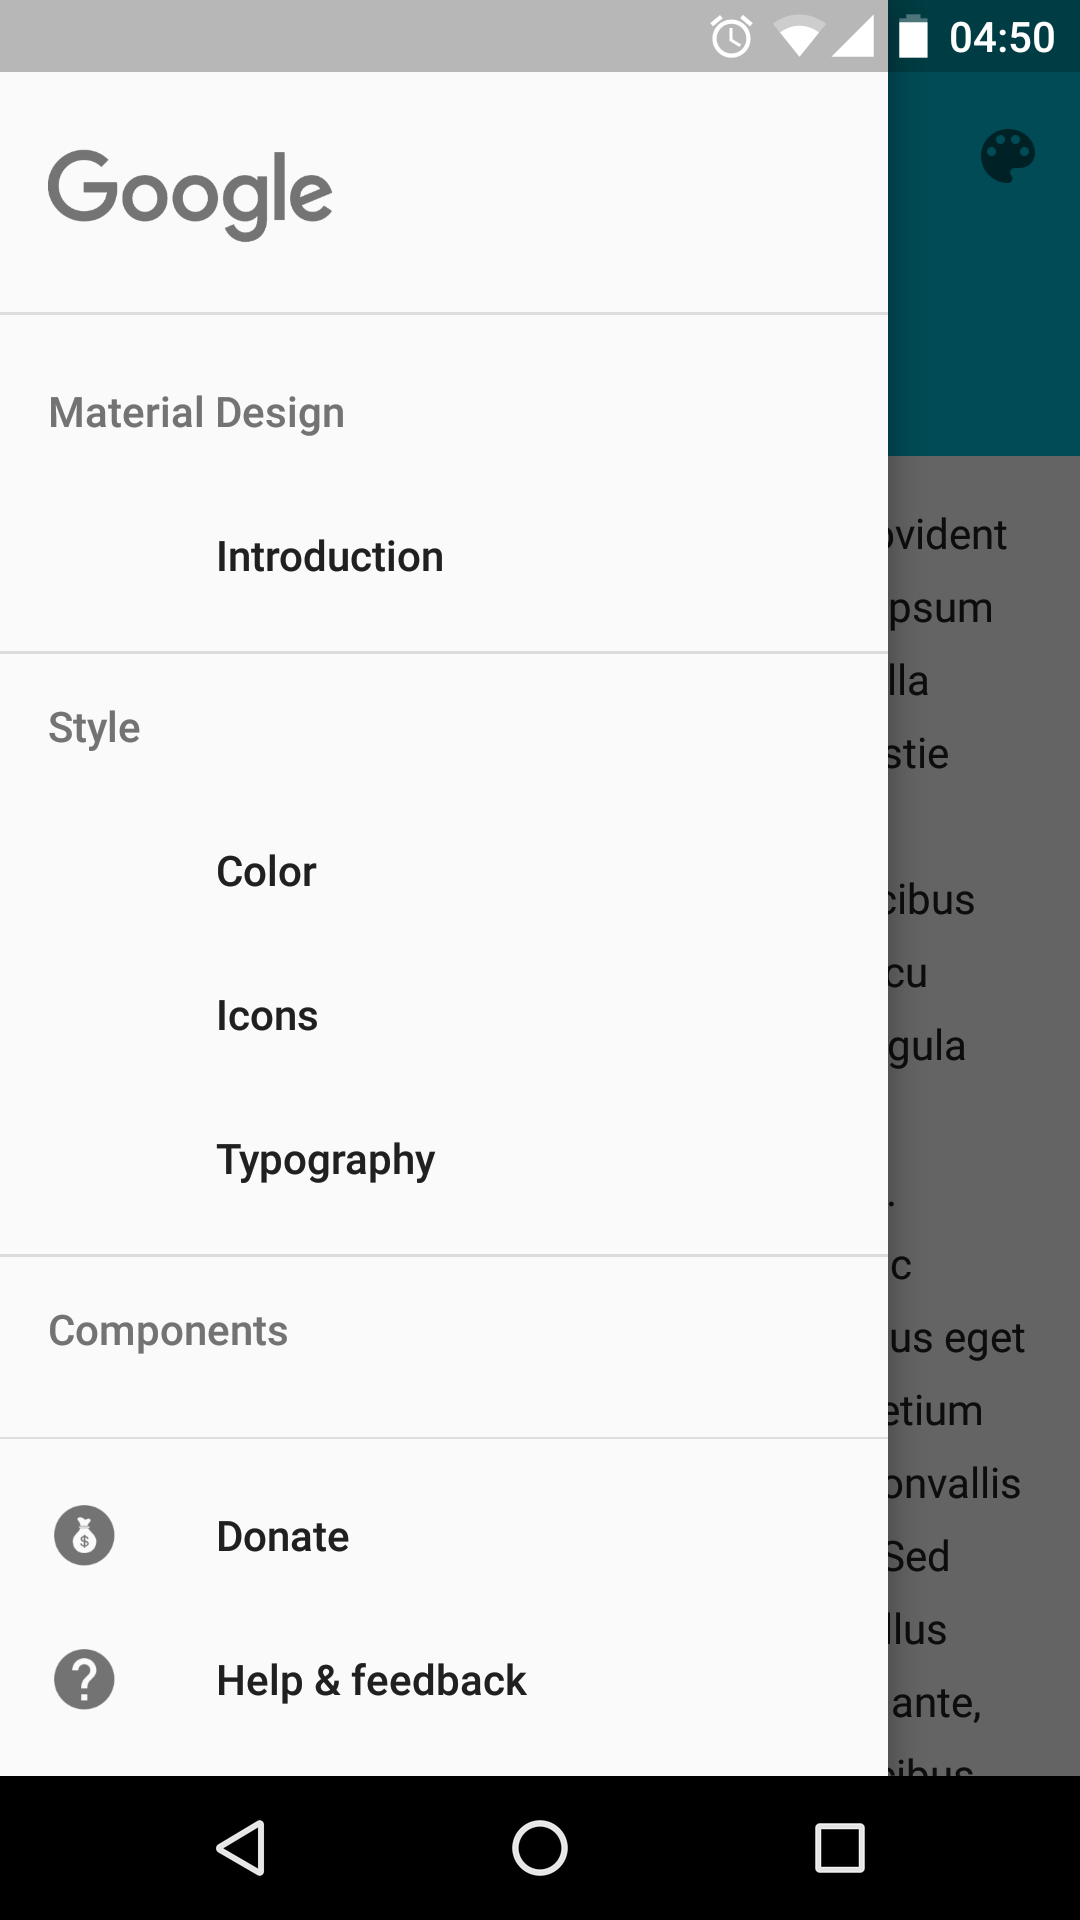 04:50
Google
Material Design
Introduction
Style
Color
Icons
Typography
Components
Donate
Help & feedback
ovident
psum
lla
stie
cibus
cu
gula
.
c
us eget
etium
onvallis
Sed
llus
ante,